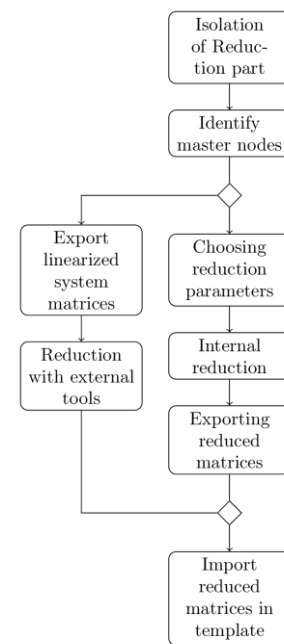 Isolation
of Reduc-
tion part
Identify
master nodes
Export
linearized
system
matrices
Choosing
reduction
parameters
Reduction
with external
tools
Internal
reduction
Exporting
reduced
matrices
Import
reduced
matrices in
template